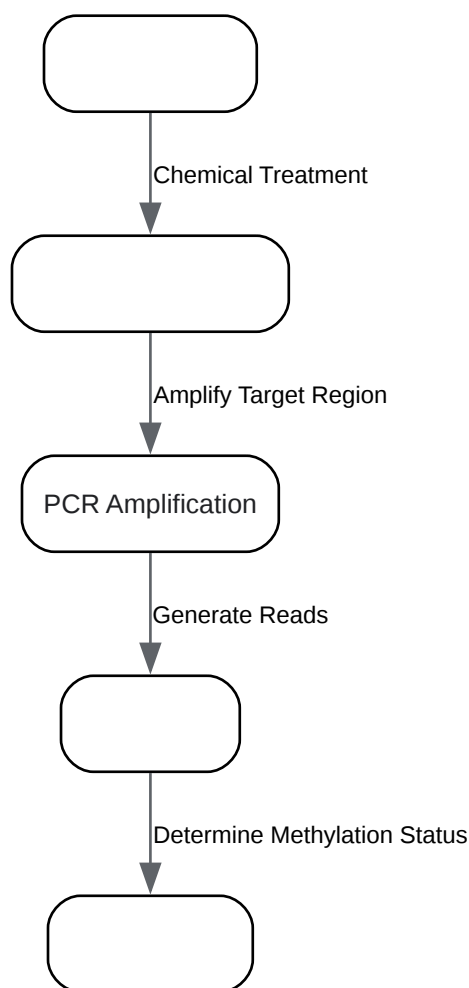 Chemical Treatment
Amplify Target Region
PCR Amplification
Generate Reads
Determine Methylation Status